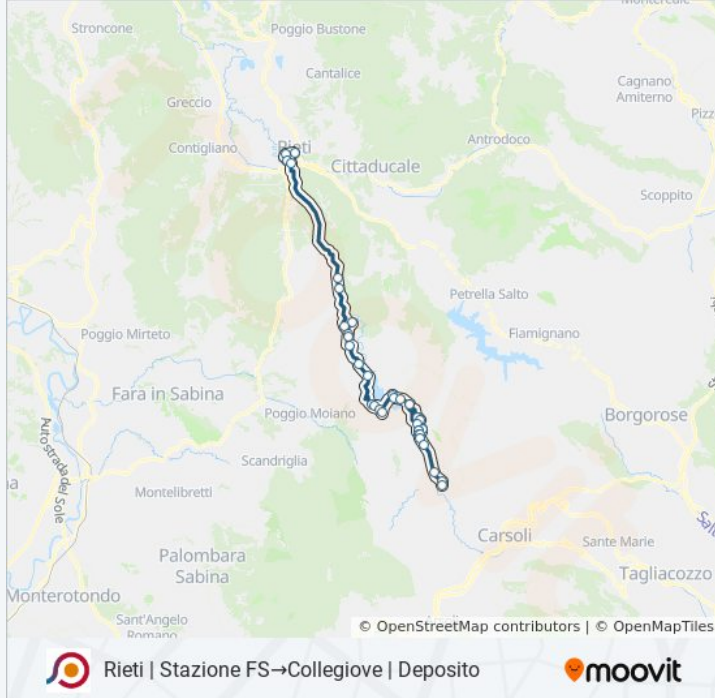 Montereale
Stroncone
Poggio Bustone
Cantalice
Cagnano
Amiterno
Greccio
Pizz
Contigliano
Rieti
Antrodoco
Cittaducale
Scoppito
Petrella Salto
Poggio Mirteto
Fiamignano
Fara in Sabina
Poggio Moiano
Borgorose
Autostrada del Sole
Scandriglia
Montelibretti
Carsoli
Sante Marie
Palombara
Sabina
Tagliacozzo
Monterotondo
Sant'Angelo
Romano
© OpenStreetMap contributors | © OpenMapTiles
Rieti | Stazione FS→Collegiove | Deposito
moovit